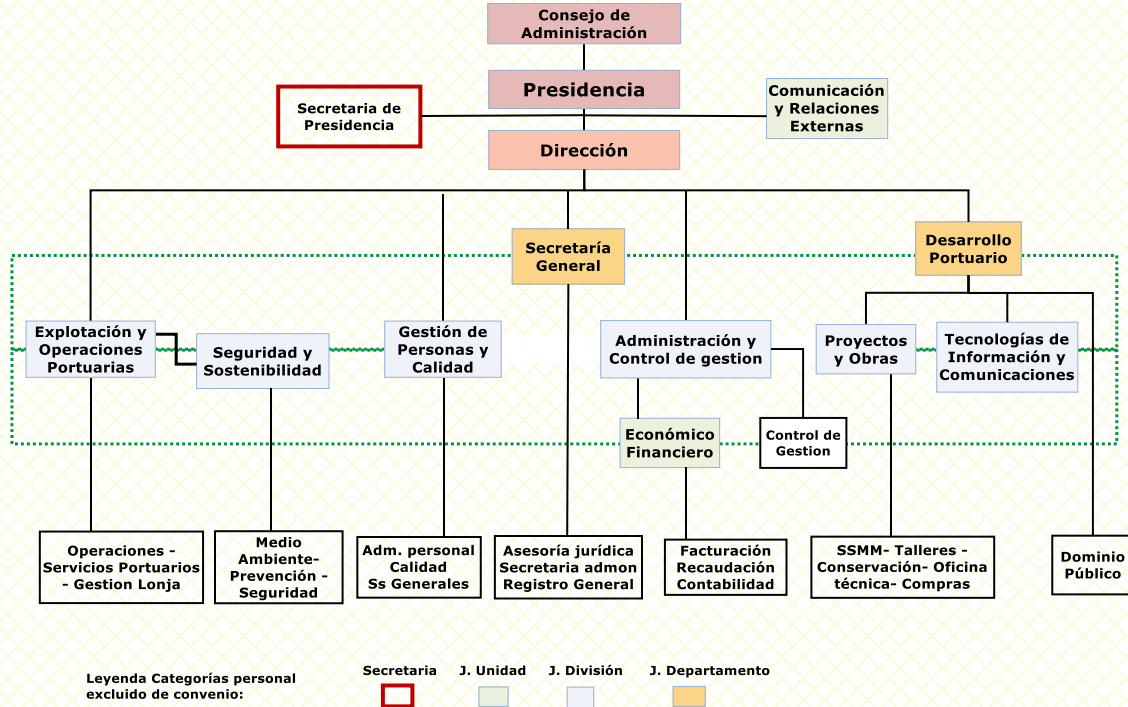 Consejo de
Administración
Presidencia
Secretaria de
Presidencia
Comunicación
y Relaciones
Externas
Dirección
Secretaría
General
Desarrollo
Portuario
Explotación y
Operaciones
Portuarias
Seguridad y
Sostenibilidad
Gestión de
Personas y
Calidad
Administración y
Control de gestion
Proyectos
y Obras
Tecnologías de
Información y
Comunicaciones
Económico
Financiero
Control de
Gestion
Operaciones -
Servicios Portuarios
- Gestion Lonja
Medio
Ambiente-
Prevención -
Seguridad
Adm. personal
Calidad
Ss Generales
Asesoría jurídica
Secretaria admon
Registro General
Facturación
Recaudación
Contabilidad
SSMM- Talleres -
Conservación- Oficina
técnica- Compras
Dominio
Público
Leyenda Categorías personal
excluido de convenio:
Secretaria
J. Unidad
J. División
J. Departamento